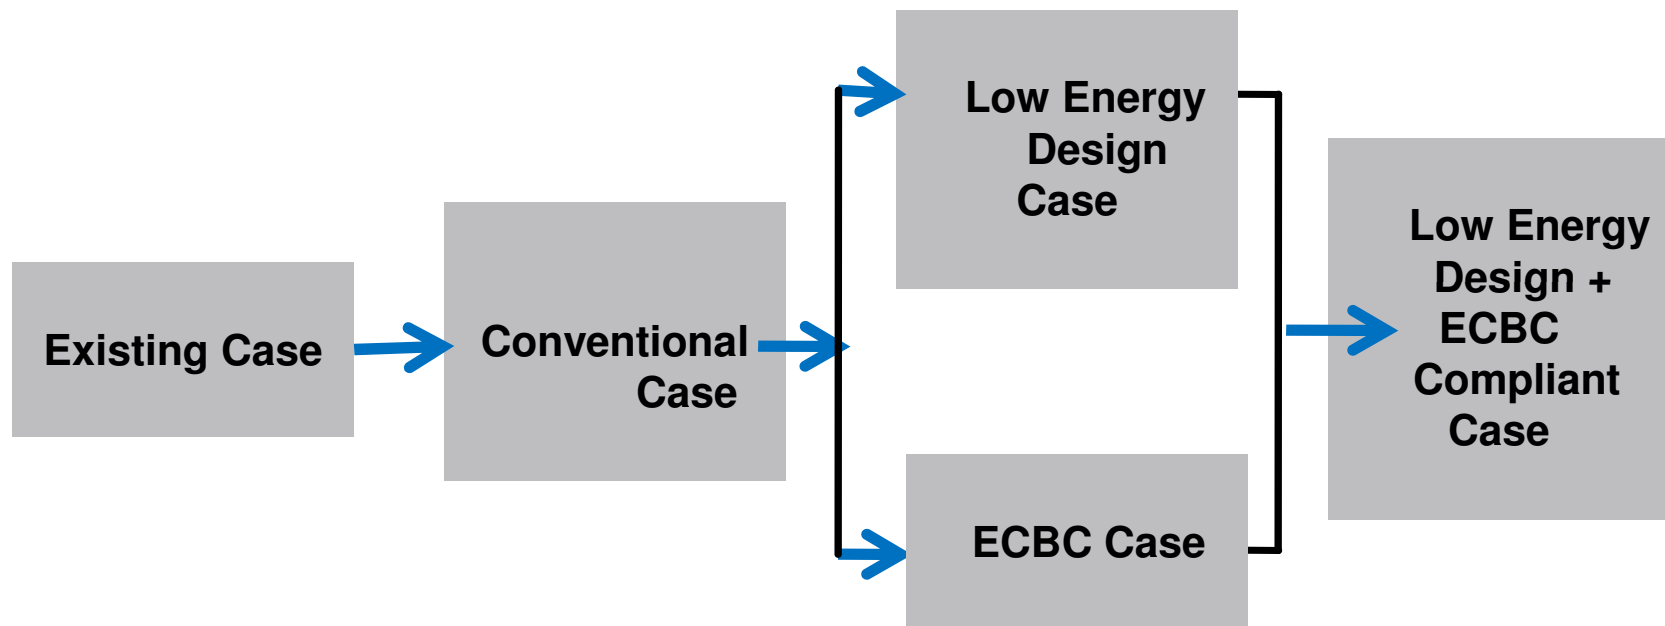 Existing Case
Conventional
Case
Low Energy
Design
Case
ECBC Case
Low Energy
Design +
ECBC
Compliant
Case